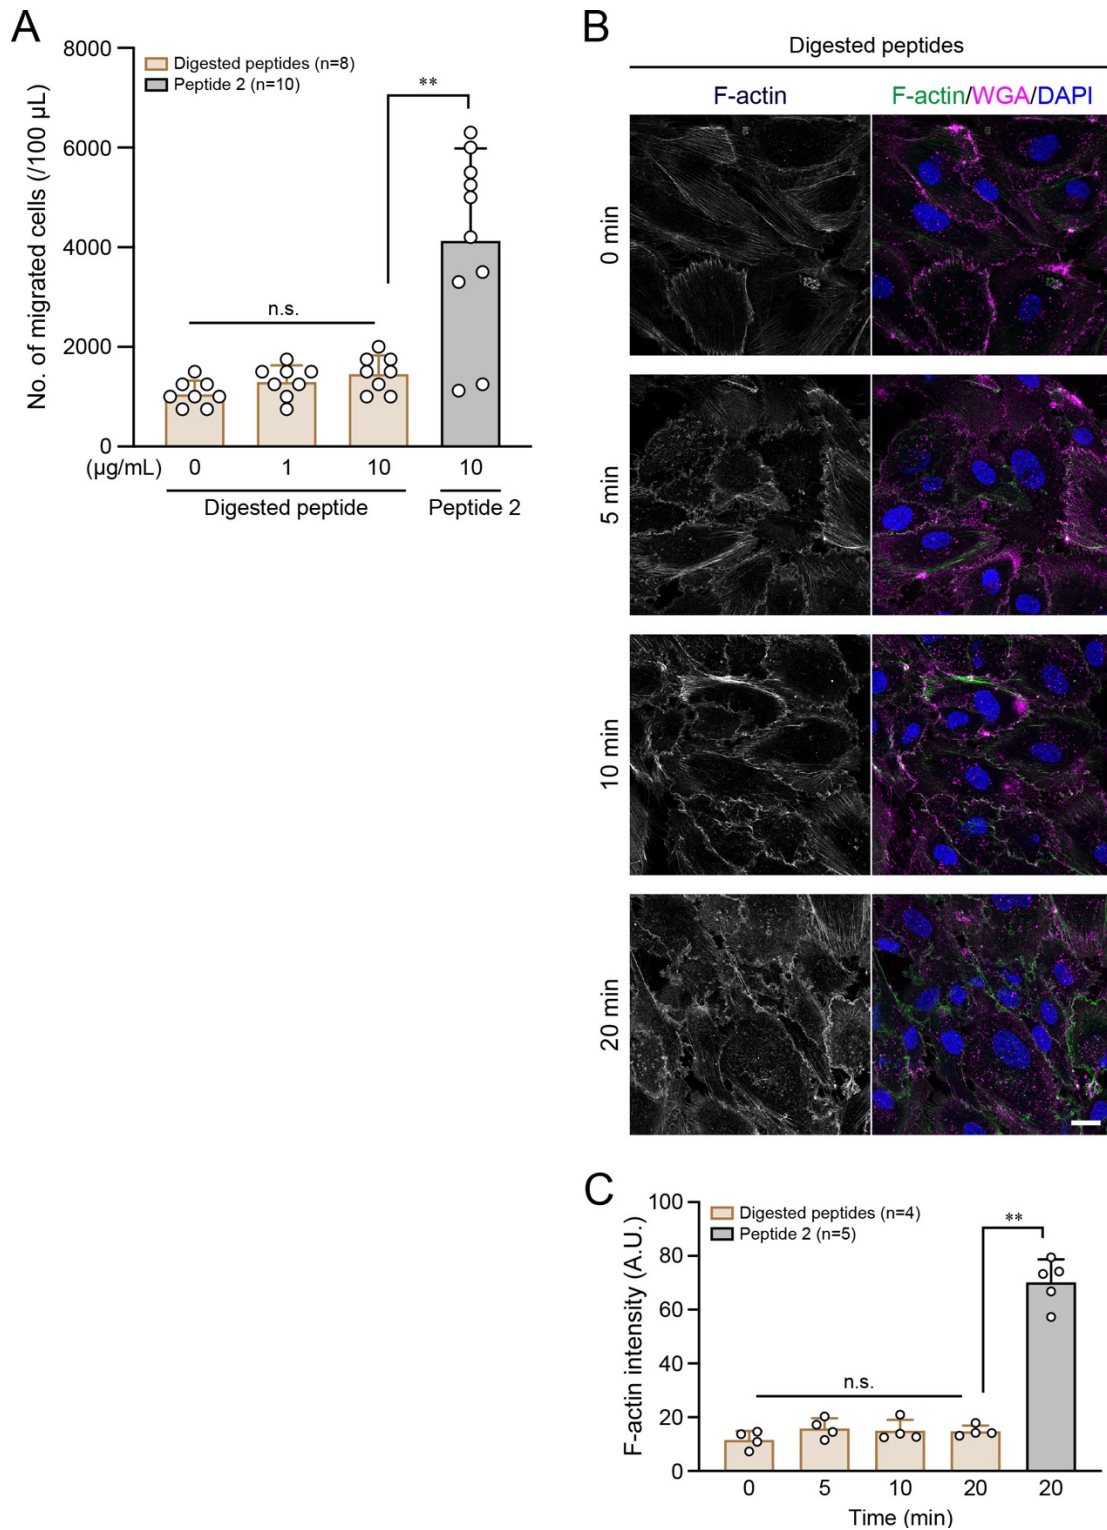 A
8000
6000
4000
2000
0
No. of migrated cells (/100 µL)
Digested peptides (n=8)
Peptide 2 (n=10)
**
n.s.
(µg/mL) 0 1 10 10
Digested peptide Peptide 2
B
Digested peptides
F-actin F-actin/WGA/DAPI
0 min
5 min
10 min
20 min
C
100
80
60
40
20
0
F-actin intensity (A.U.)
Digested peptides (n=4)
Peptide 2 (n=5)
**
n.s.
0 5 10 20 20
Time (min)